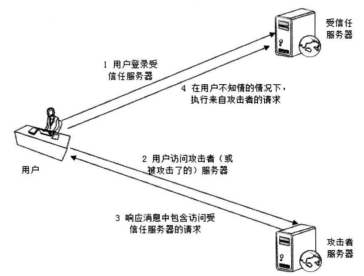 受信任
服务器
1 用户登录受
信任服务器
4 在用户不知情的情况下，
执行来自攻击者的请求
用户
2 用户访问攻击者（或
被攻击了的）服务器
3 响应消息中包含访问受
信任服务器的请求
攻击者
服务器